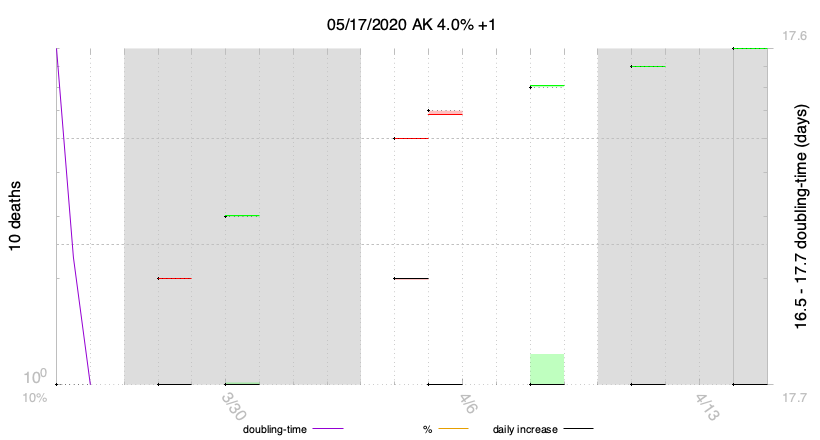 05/17/2020 AK 4.0% +1
17.6
10 deaths
16.5 - 17.7 doubling-time (days)
10⁰
10%
17.7
3/30
4/6
4/13
doubling-time
%
daily increase